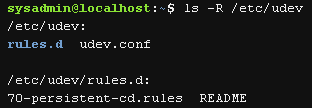 sysadmin@localhost:~$ ls -R /etc/udev
/etc/udev:
rules.d  udev.conf

/etc/udev/rules.d:
70-persistent-cd.rules  README